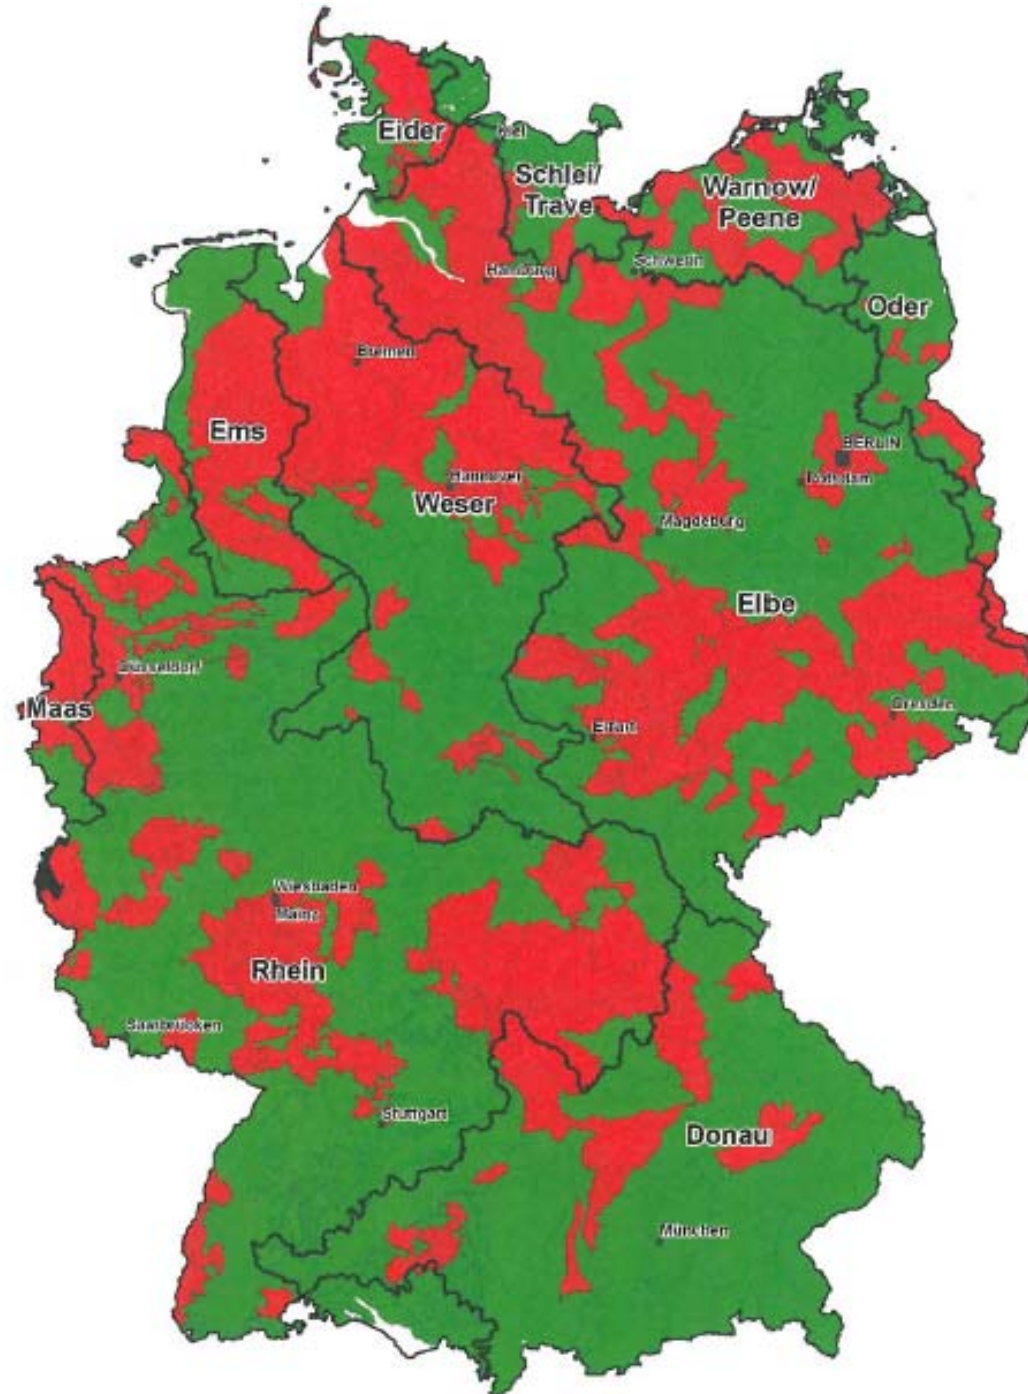 Kiel
Eider
Schlei/
Trave
Warnow/
Peene
Schwerin
Hamburg
Oder
Bremen
Ems
BERLIN
Hannover
Potsdam
Weser
Magdeburg
Elbe
Düsseldorf
Maas
Dresden
Erfurt
Wiesbaden
Mainz
Rhein
Saarbrücken
Stuttgart
Donau
München